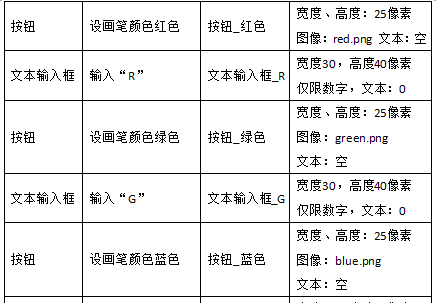 按钮 设画笔颜色红色 按钮_红色 宽度、高度：25像素
图像：red.png 文本：空
文本输入框 输入“R” 文本输入框_R 宽度30，高度40像素
仅限数字，文本：0
按钮 设画笔颜色绿色 按钮_绿色 宽度、高度：25像素
图像：green.png
文本：空
文本输入框 输入“G” 文本输入框_G 宽度30，高度40像素
仅限数字，文本：0
按钮 设画笔颜色蓝色 按钮_蓝色 宽度、高度：25像素
图像：blue.png
文本：空